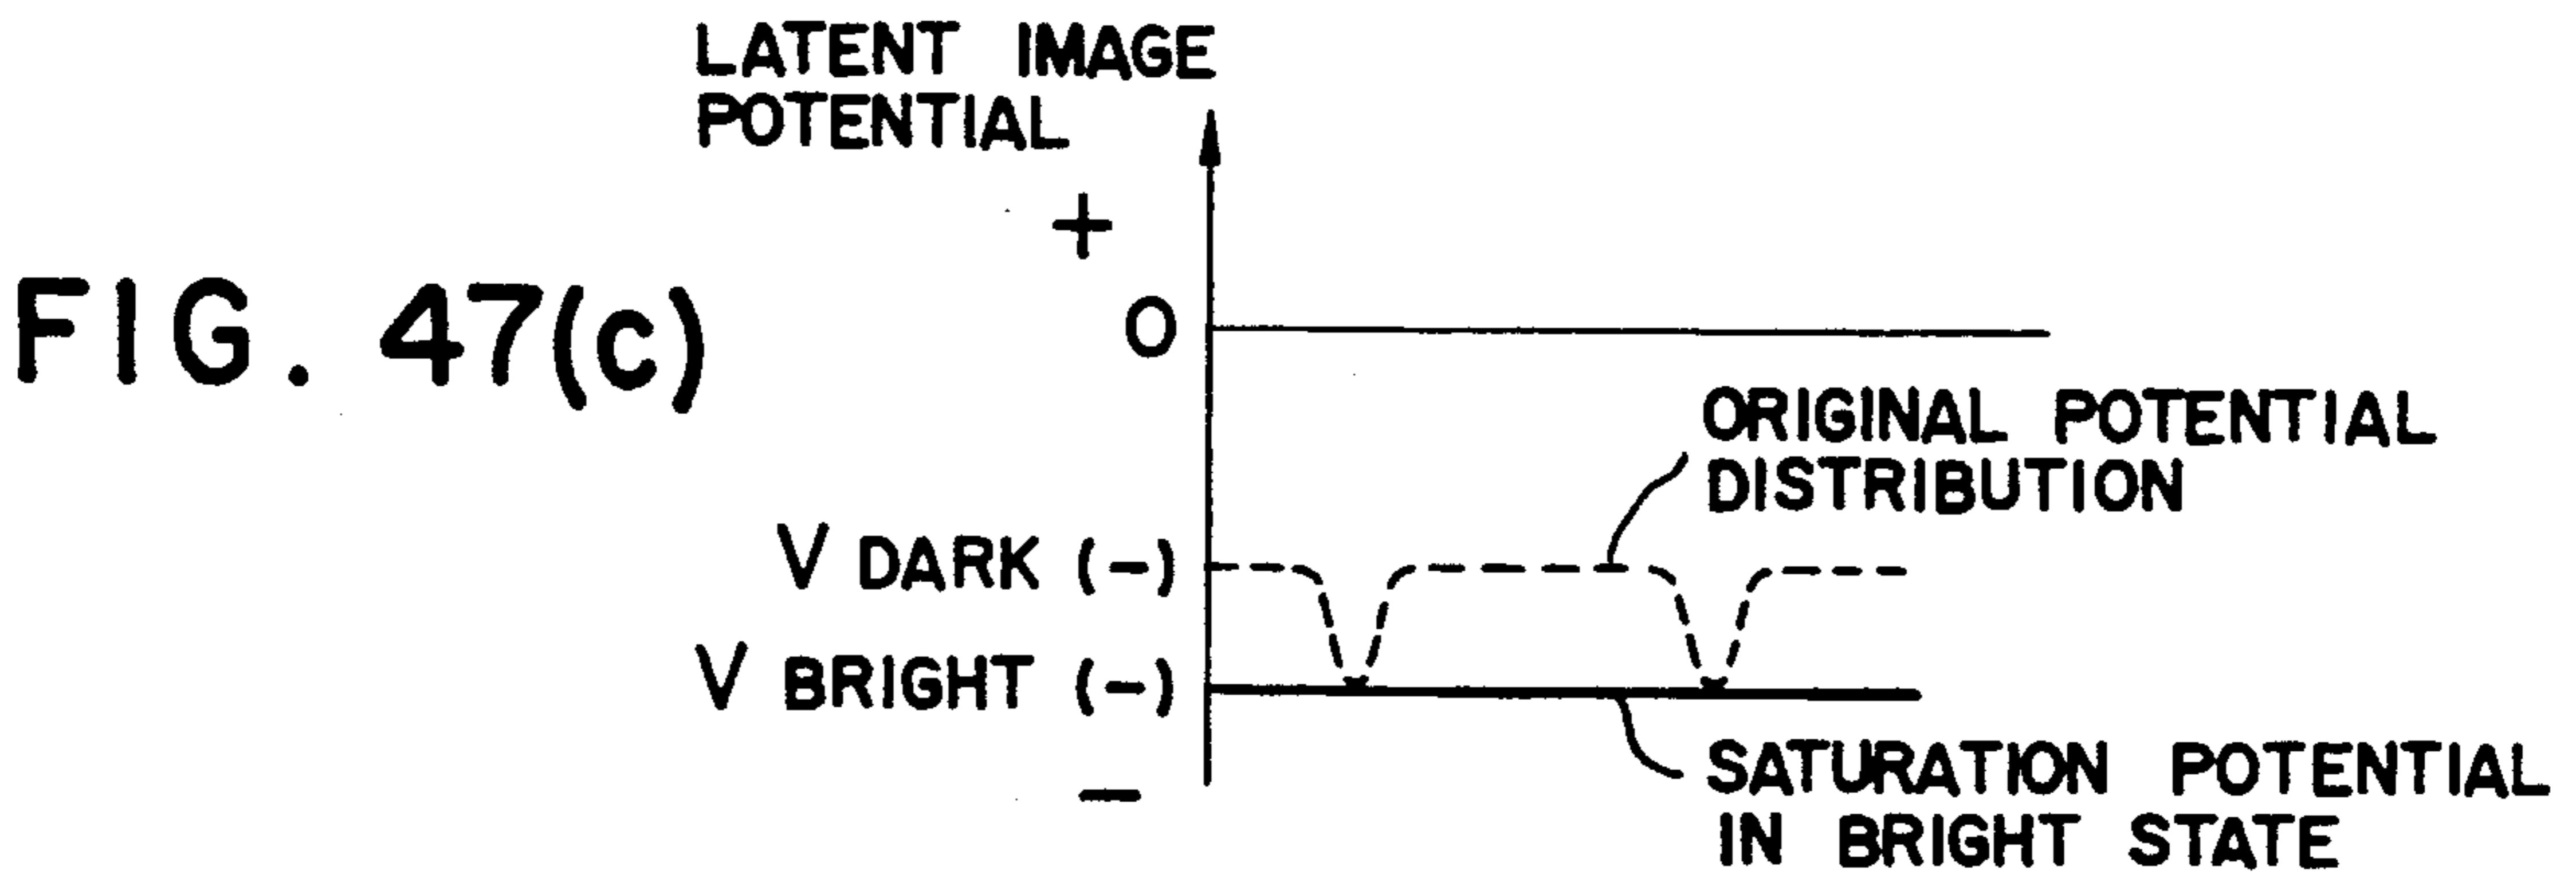 LATENT IMAGE
POTENTIAL
+
FIG. 47(c)
0
ORIGINAL POTENTIAL
DISTRIBUTION
V DARK (-)
V BRIGHT (-)
-
SATURATION POTENTIAL
IN BRIGHT STATE